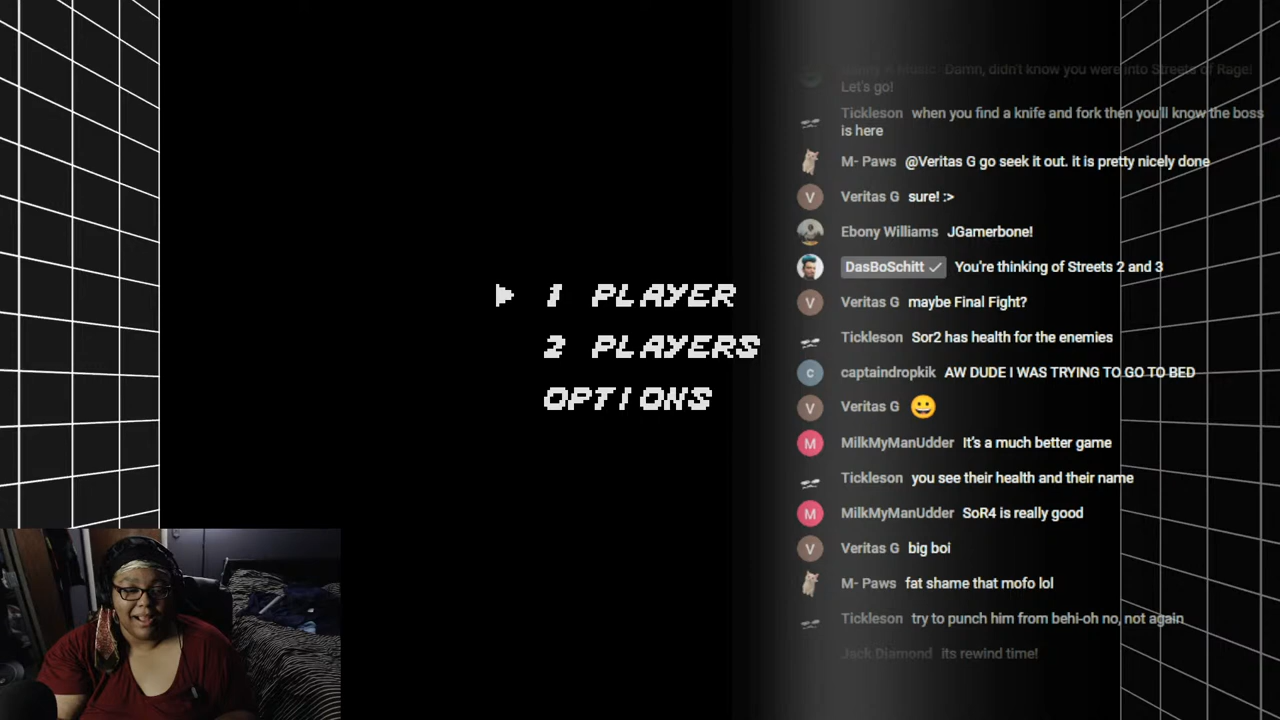 1 PLAYER
2 PLAYERS
OPTIONS
Damn, didn't know you were into Streets of Rage!
Let's go!
Tickleson when you find a knife and fork then you'll know the boss
is here
M- Paws @Veritas G go seek it out. it is pretty nicely done
V Veritas G sure! :>
Ebony Williams JGamerbone!
DasBoSchitt ✓ You're thinking of Streets 2 and 3
V Veritas G maybe Final Fight?
Tickleson Sor2 has health for the enemies
c captaindropkik AW DUDE I WAS TRYING TO GO TO BED
V Veritas G 😀
M MilkMyManUdder It's a much better game
Tickleson you see their health and their name
M MilkMyManUdder SoR4 is really good
V Veritas G big boi
M- Paws fat shame that mofo lol
Tickleson try to punch him from behi-oh no, not again
Jack Diamond its rewind time!